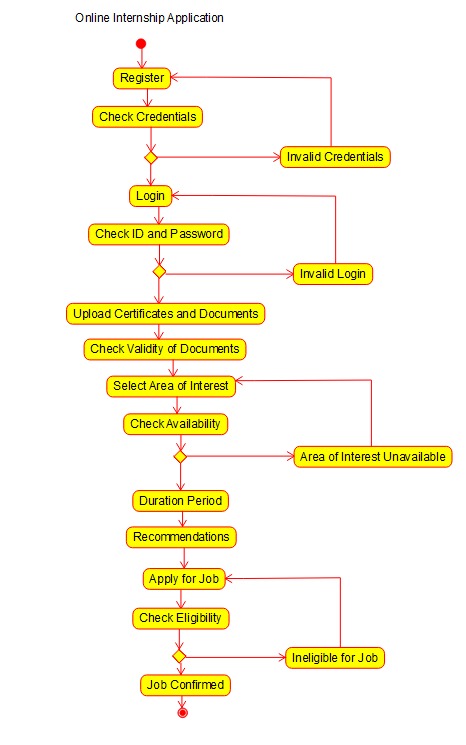 Online Internship Application
Register
Check Credentials
Invalid Credentials
Login
Check ID and Password
Invalid Login
Upload Certificates and Documents
Check Validity of Documents
Select Area of Interest
Check Availability
Area of Interest Unavailable
Duration Period
Recommendations
Apply for Job
Check Eligibility
Ineligible for Job
Job Confirmed